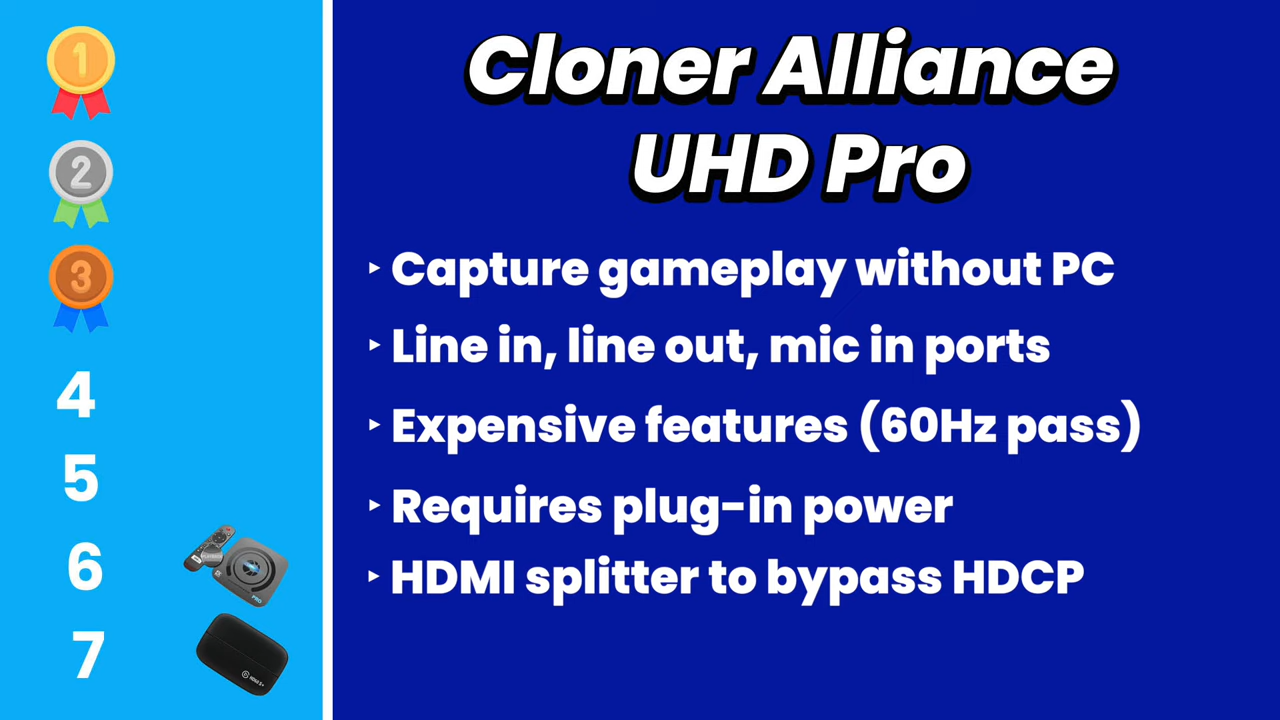 1
2
3
4
5
6
7
Cloner Alliance
UHD Pro
Capture gameplay without PC
Line in, line out, mic in ports
Expensive features (60Hz pass)
Requires plug-in power
HDMI splitter to bypass HDCP
PRO